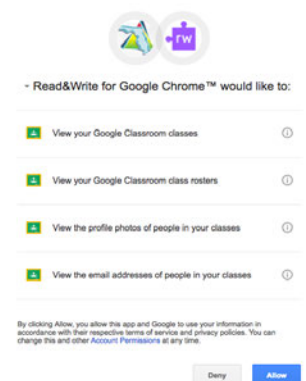 rw
Read&Write for Google Chrome™ would like to:
View your Google Classroom classes
View your Google Classroom class rosters
View the profile photos of people in your classes
View the email addresses of people in your classes
By clicking Allow, you allow this app and Google to use your information in
accordance with their respective terms of service and privacy policies. You can
change this and other Account Permissions at any time.
Deny Allow